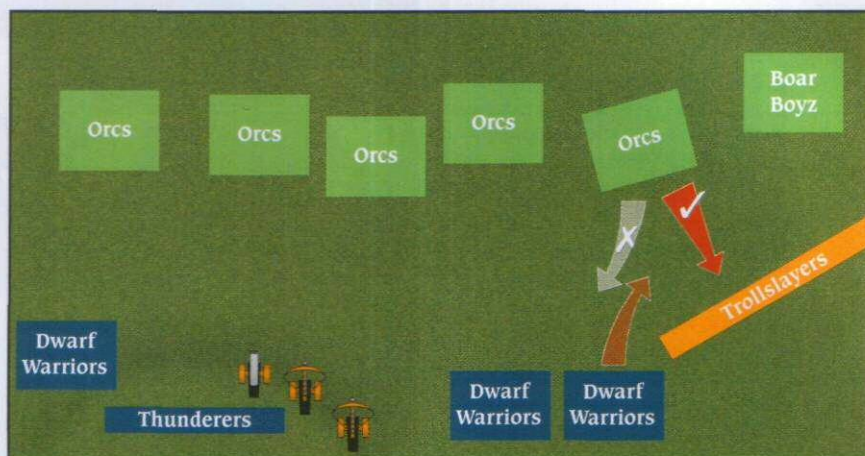 Boar
Boyz
Orcs
Orcs
Orcs
Orcs
Orcs
Trollslayers
Dwarf
Warriors
Thunderers
Dwarf
Warriors
Dwarf
Warriors